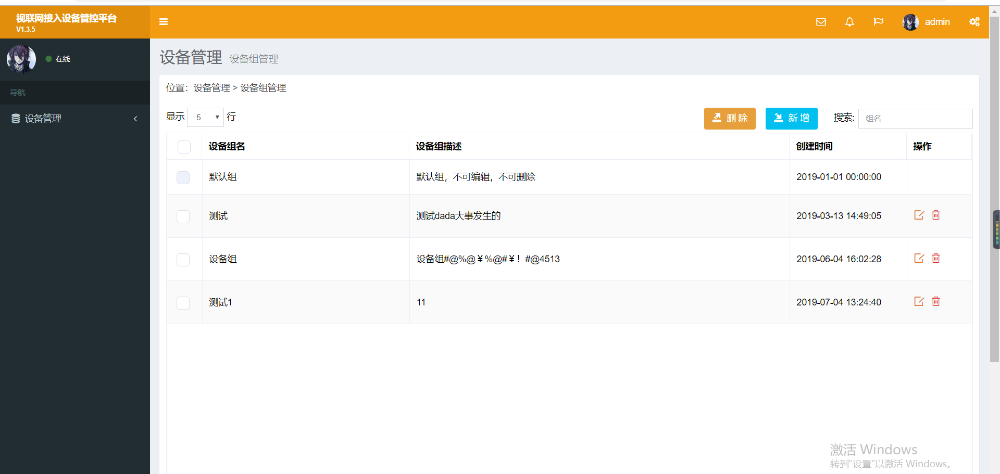 视联网接入设备管控平台
V1.3.5
admin
在线
导航
设备管理
设备管理 设备组管理
位置：设备管理 > 设备组管理
显示 5 行
删 除 新 增 搜索: 组名
设备组名 设备组描述 创建时间 操作
默认组 默认组，不可编辑，不可删除 2019-01-01 00:00:00
测试 测试dada大事发生的 2019-03-13 14:49:05
设备组 设备组#@%@￥%@#￥！#@4513 2019-06-04 16:02:28
测试1 11 2019-07-04 13:24:40
激活 Windows
转到“设置”以激活 Windows。